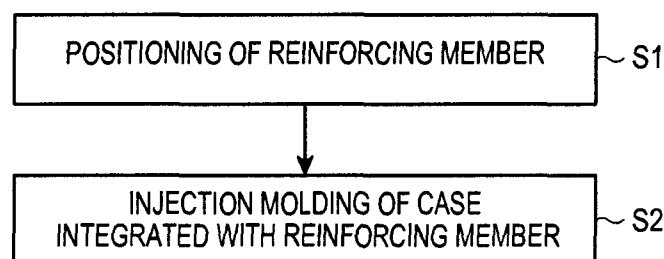 POSITIONING OF REINFORCING MEMBER
S1
INJECTION MOLDING OF CASE
INTEGRATED WITH REINFORCING MEMBER
S2